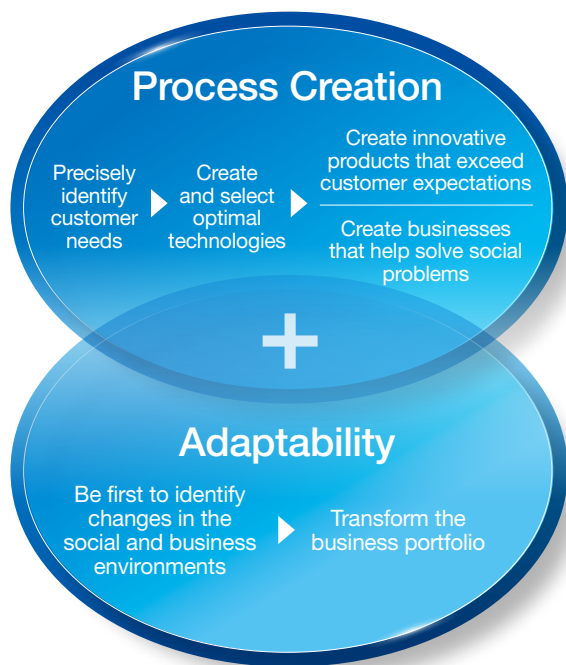 Process Creation
Precisely
identify
customer
needs
Create
and select
optimal
technologies
Create innovative
products that exceed
customer expectations
Create businesses
that help solve social
problems
+
Adaptability
Be first to identify
changes in the
social and business
environments
Transform the
business portfolio